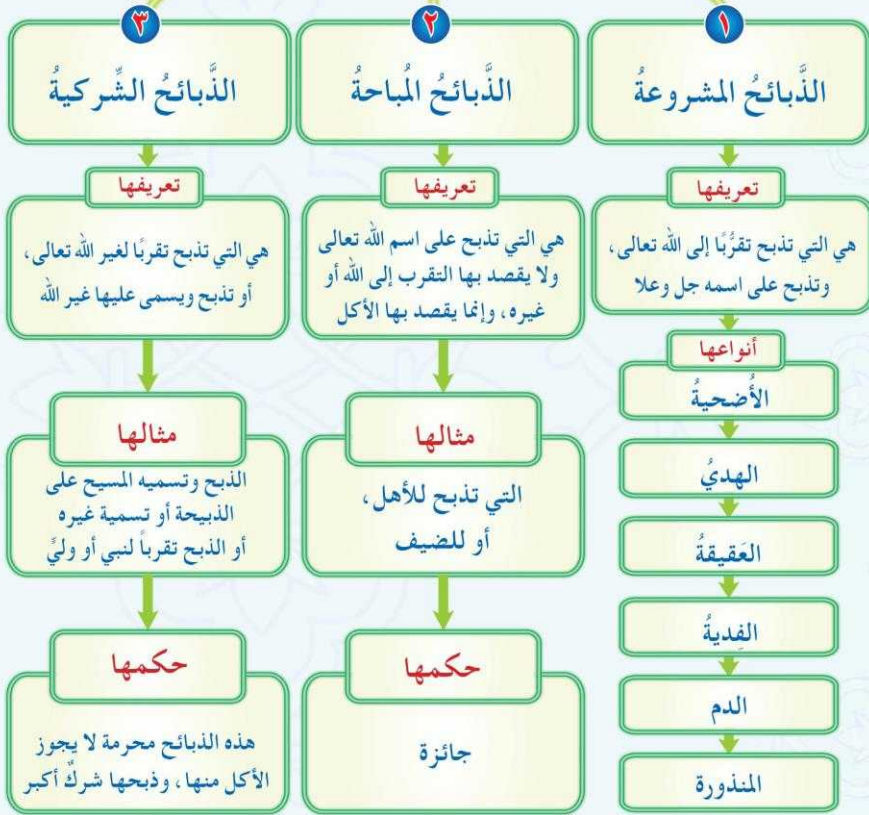 ١
الذَّبائحُ المشروعةُ
تعريفها
هي التي تذبح تقرُّبًا إلى الله تعالى،
وتذبح على اسمه جل وعلا
أنواعها
الأُضحيةُ
الهديُ
العَقيقةُ
الفِديةُ
الدم
المنذورة
٢
الذَّبائحُ المُباحةُ
تعريفها
هي التي تذبح على اسم الله تعالى
ولا يقصد بها التقرب إلى الله أو
غيره، وإنما يقصد بها الأكل
مثالها
التي تذبح للأهل،
أو للضيف
حكمها
جائزة
٣
الذَّبائحُ الشِّركيةُ
تعريفها
هي التي تذبح تقربًا لغير الله تعالى،
أو تذبح ويسمى عليها غير الله
مثالها
الذبح وتسميه المسيح على
الذبيحة أو تسمية غيره
أو الذبح تقرباً لنبي أو وليًّ
حكمها
هذه الذبائح محرمة لا يجوز
الأكل منها، وذبحها شركٌ أكبر